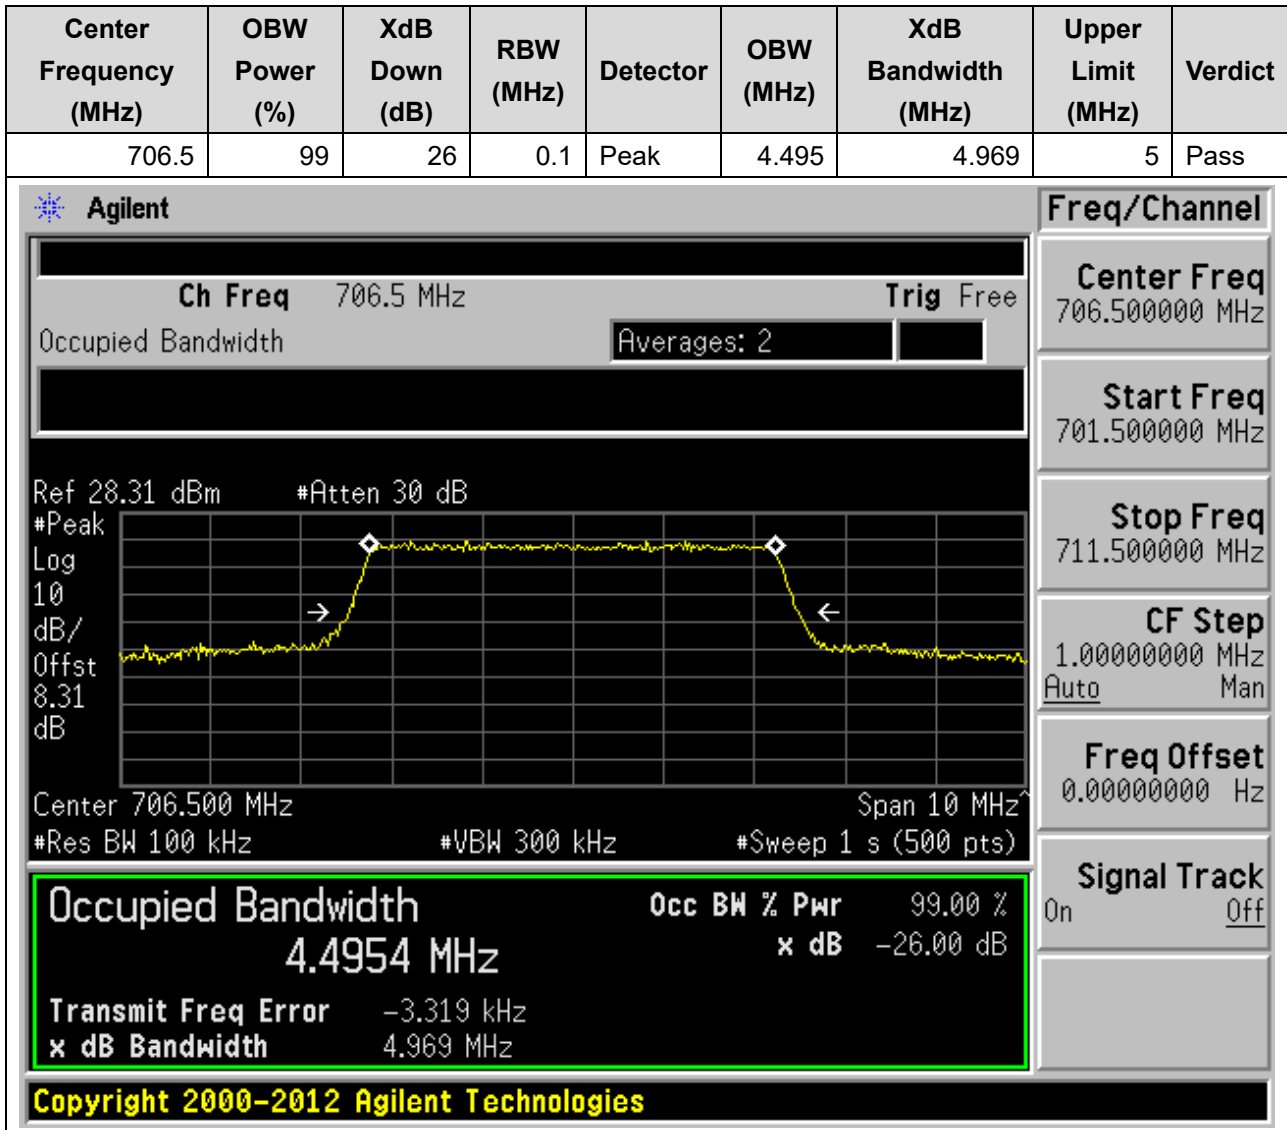 Center Frequency (MHz) OBW Power (%) XdB Down (dB) RBW (MHz) Detector OBW (MHz) XdB Bandwidth (MHz) Upper Limit (MHz) Verdict
706.5 99 26 0.1 Peak 4.495 4.969 5 Pass
Agilent
Ch Freq 706.5 MHz Trig Free
Occupied Bandwidth Averages: 2
Ref 28.31 dBm #Atten 30 dB
#Peak
Log
10
dB/
Offst
8.31
dB
Center 706.500 MHz Span 10 MHz^
#Res BW 100 kHz #VBW 300 kHz #Sweep 1 s (500 pts)
Occupied Bandwidth Occ BW % Pwr 99.00 %
4.4954 MHz x dB -26.00 dB
Transmit Freq Error -3.319 kHz
x dB Bandwidth 4.969 MHz
Copyright 2000-2012 Agilent Technologies
Freq/Channel
Center Freq
706.500000 MHz
Start Freq
701.500000 MHz
Stop Freq
711.500000 MHz
CF Step
1.00000000 MHz
Auto Man
Freq Offset
0.00000000 Hz
Signal Track
On Off